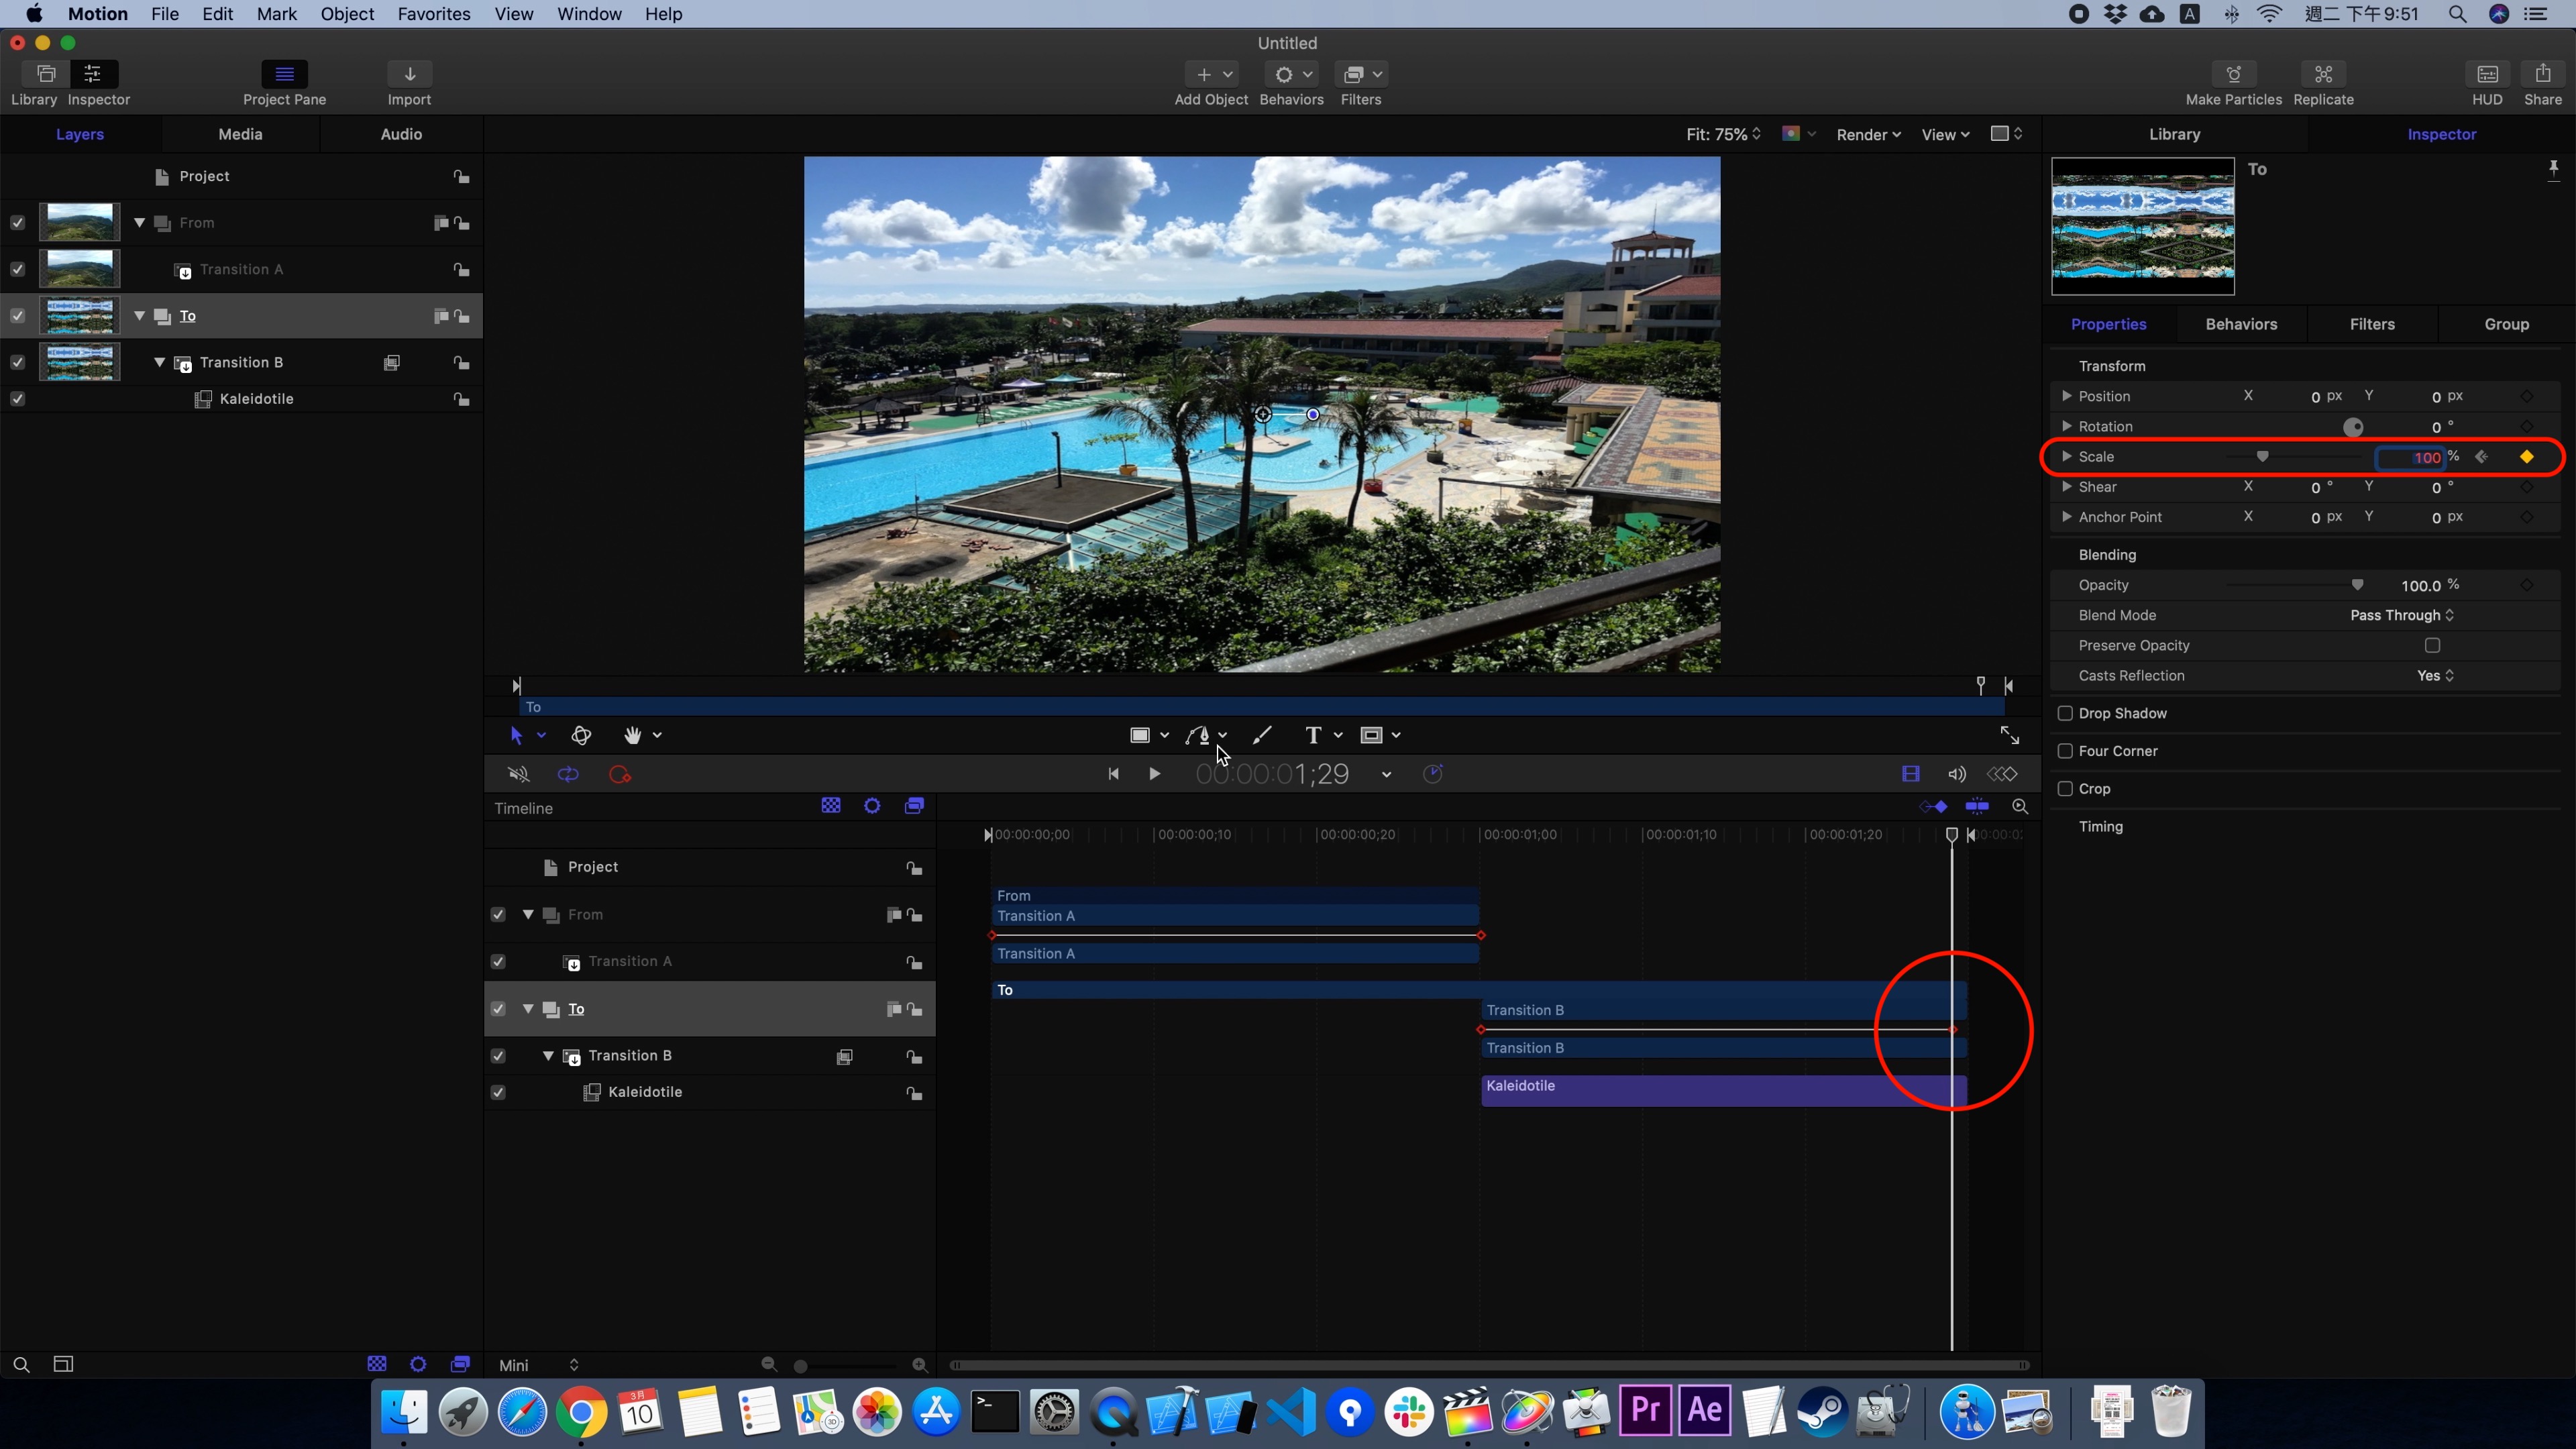 Motion File Edit Mark Object Favorites View Window Help
A 週二 下午9:51
Untitled
Library Inspector Project Pane Import Add Object Behaviors Filters Make Particles Replicate HUD Share
Layers Media Audio
Fit: 75% Render View
Library Inspector
Project
From
Transition A
To
Transition B
Kaleidotile
To
Properties Behaviors Filters Group
Transform
Position X 0 px Y 0 px
Rotation 0 °
Scale 100 %
Shear X 0 ° Y 0 °
Anchor Point X 0 px Y 0 px
Blending
Opacity 100.0 %
Blend Mode Pass Through
Preserve Opacity
Casts Reflection Yes
Drop Shadow
Four Corner
Crop
Timing
To
T
00:00:01;29
Timeline
00:00:00;00 00:00:00;10 00:00:00;20 00:00:01;00 00:00:01;10 00:00:01;20
Project
From
Transition A
To
Transition B
Kaleidotile
From
Transition A
Transition A
To
Transition B
Transition B
Kaleidotile
Mini
3月
10
3D
>_
Pr
Ae